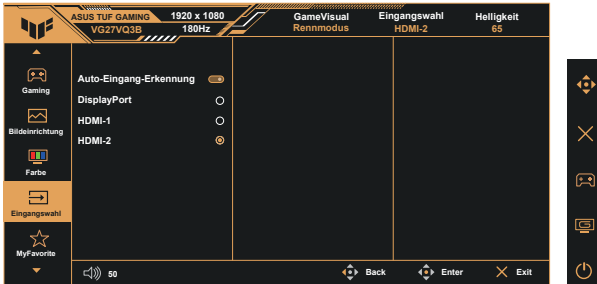 ASUS TUF GAMING 1920 x 1080
VG27VQ3B 180Hz
GameVisual Eingangswahl Helligkeit
Rennmodus HDMI-2 65
Gaming
Bildeinrichtung
Farbe
Eingangswahl
MyFavorite
Auto-Eingang-Erkennung
DisplayPort
HDMI-1
HDMI-2
50 Back Enter Exit